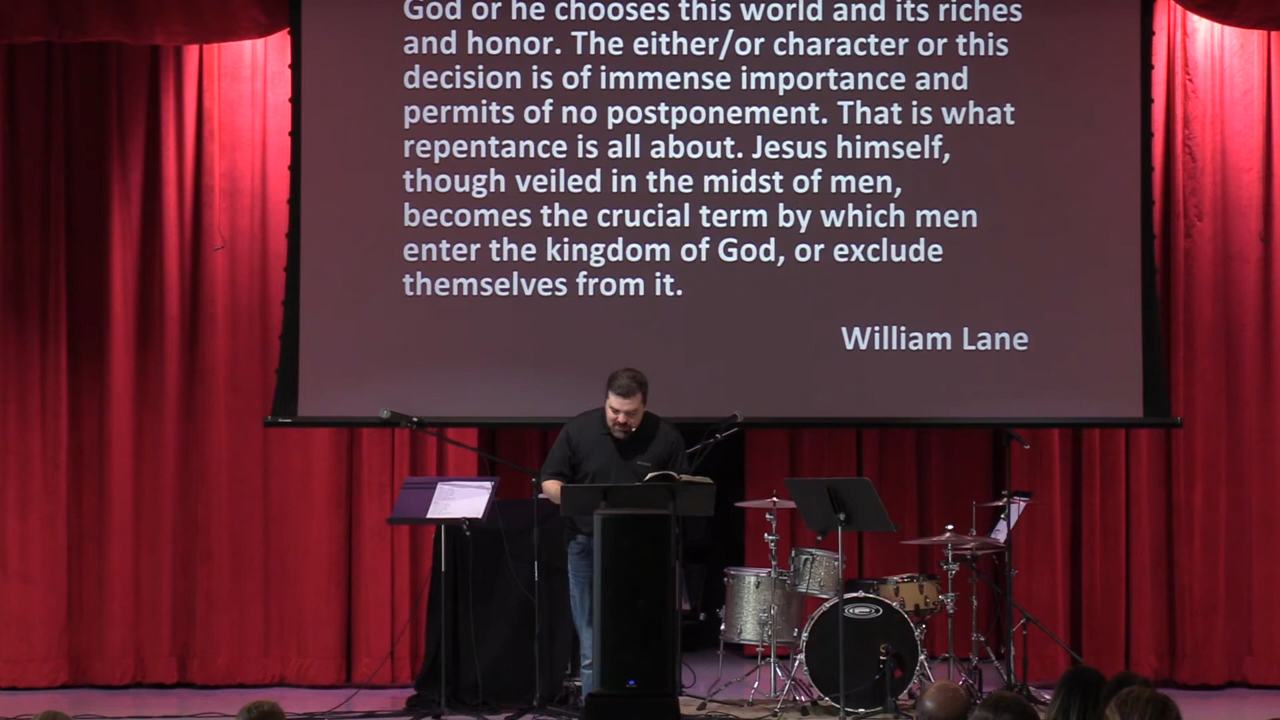 God or he chooses this world and its riches
and honor. The either/or character or this
decision is of immense importance and
permits of no postponement. That is what
repentance is all about. Jesus himself,
though veiled in the midst of men,
becomes the crucial term by which men
enter the kingdom of God, or exclude
themselves from it.
William Lane